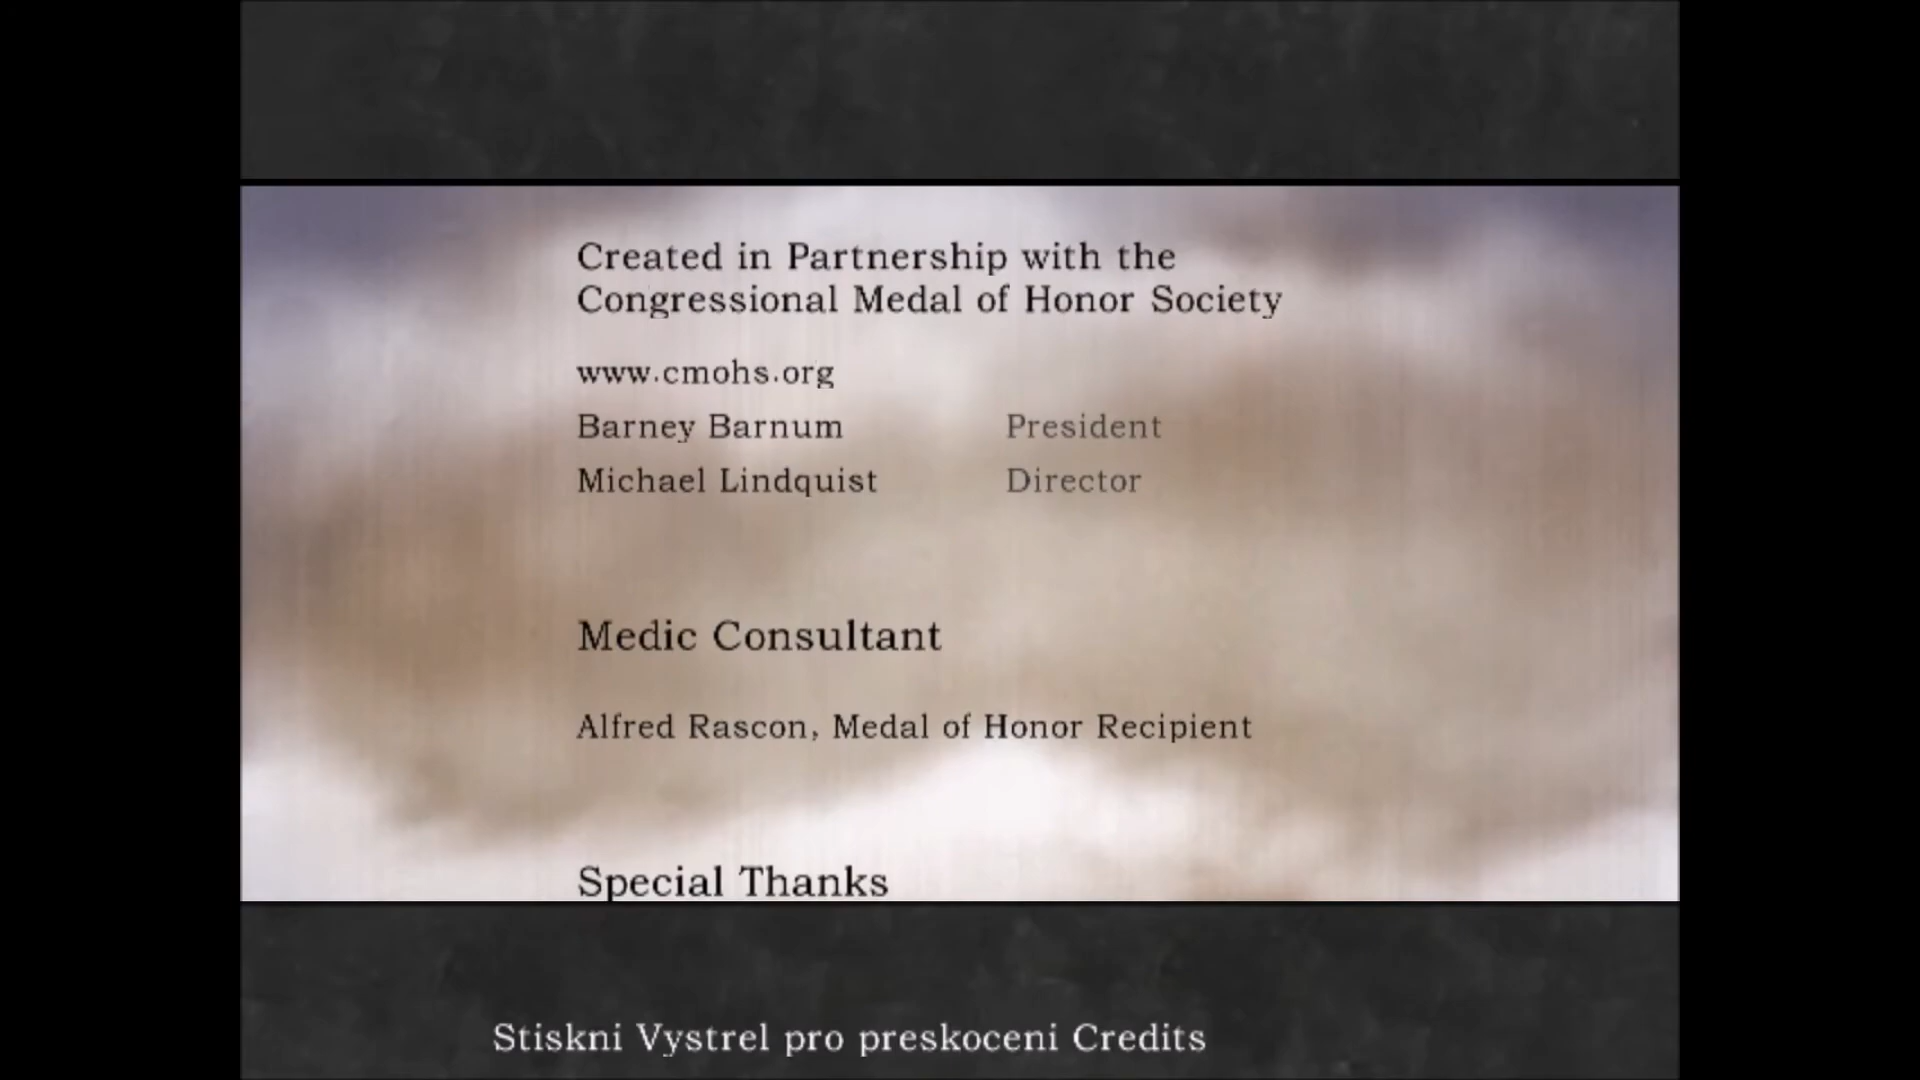 Created in Partnership with the
Congressional Medal of Honor Society
www.cmohs.org
Barney Barnum President
Michael Lindquist Director
Medic Consultant
Alfred Rascon, Medal of Honor Recipient
Special Thanks
Stiskni Vystrel pro preskoceni Credits